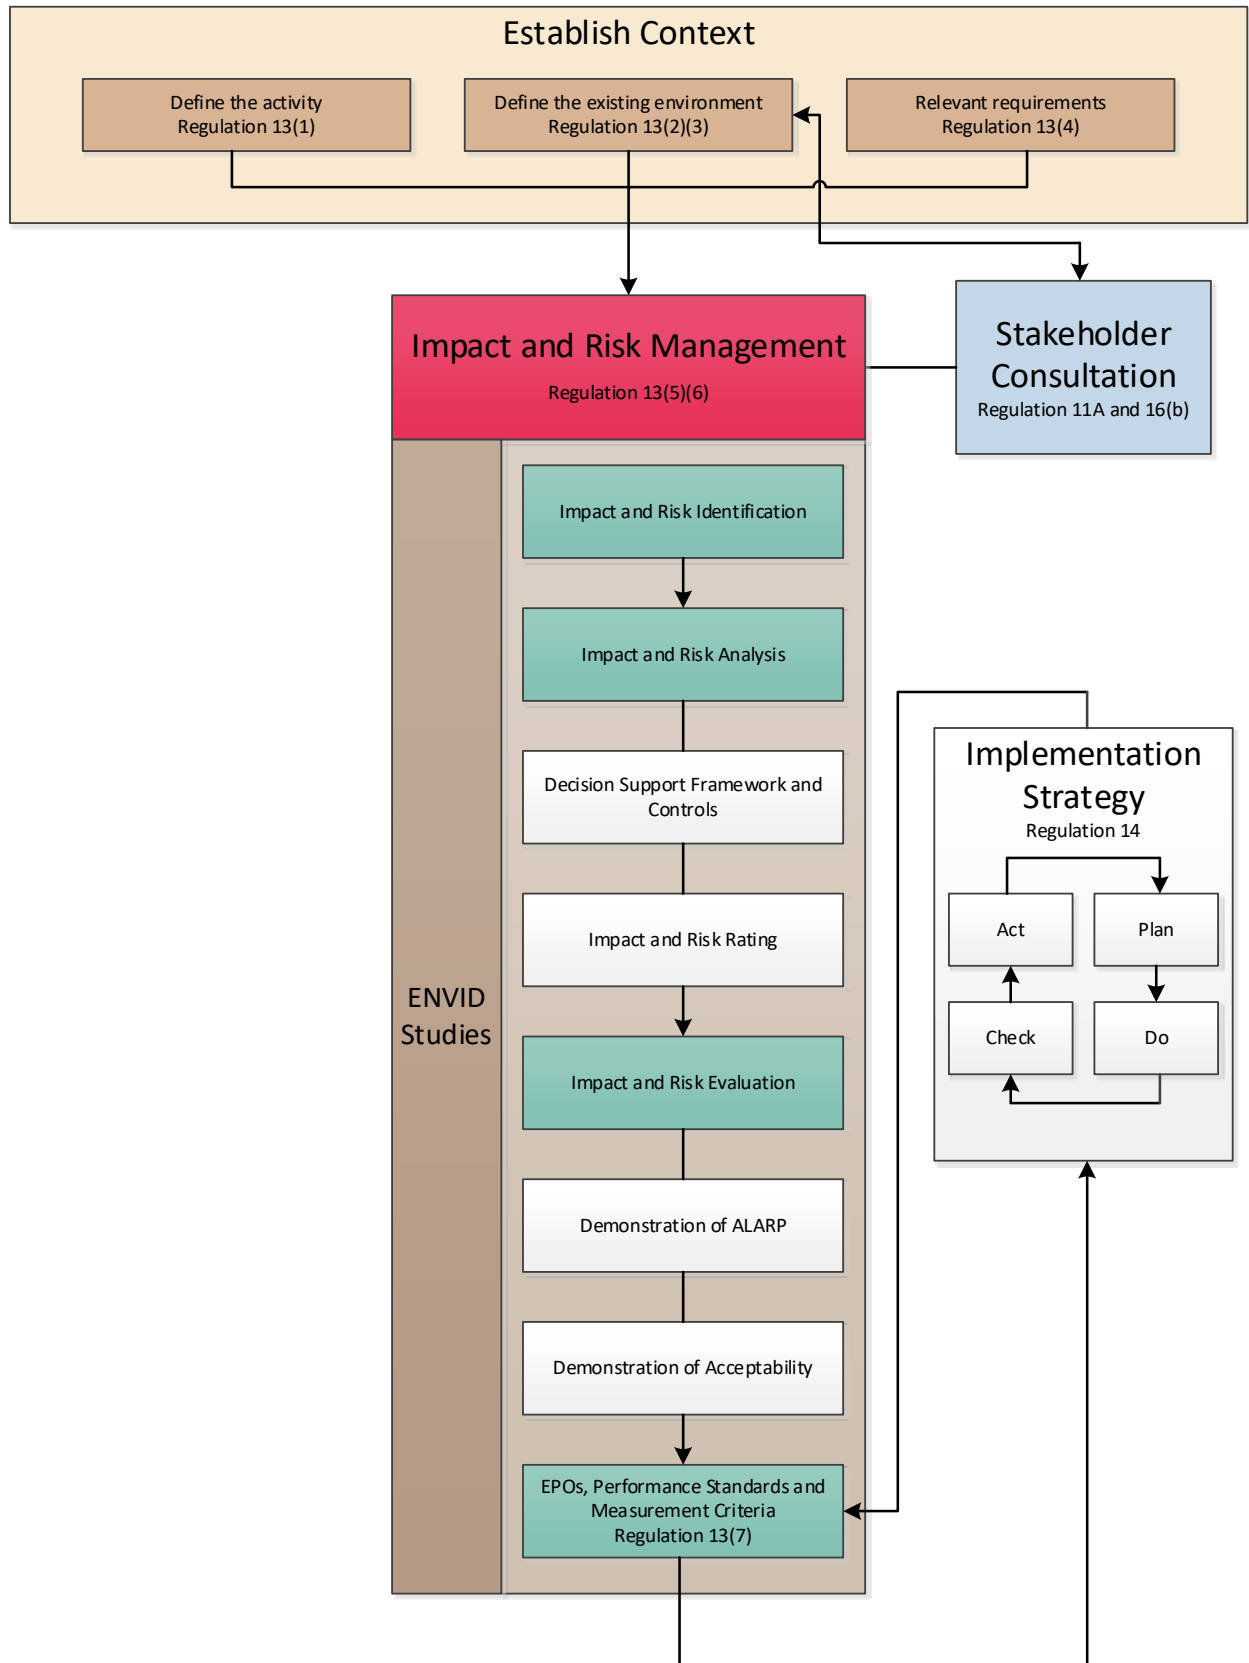 Establish Context
Define the activity
Regulation 13(1)
Define the existing environment
Regulation 13(2)(3)
Relevant requirements
Regulation 13(4)
Impact and Risk Management
Regulation 13(5)(6)
Stakeholder
Consultation
Regulation 11A and 16(b)
ENVID
Studies
Impact and Risk Identification
Impact and Risk Analysis
Decision Support Framework and
Controls
Impact and Risk Rating
Impact and Risk Evaluation
Demonstration of ALARP
Demonstration of Acceptability
EPOs, Performance Standards and
Measurement Criteria
Regulation 13(7)
Implementation
Strategy
Regulation 14
Act
Plan
Check
Do